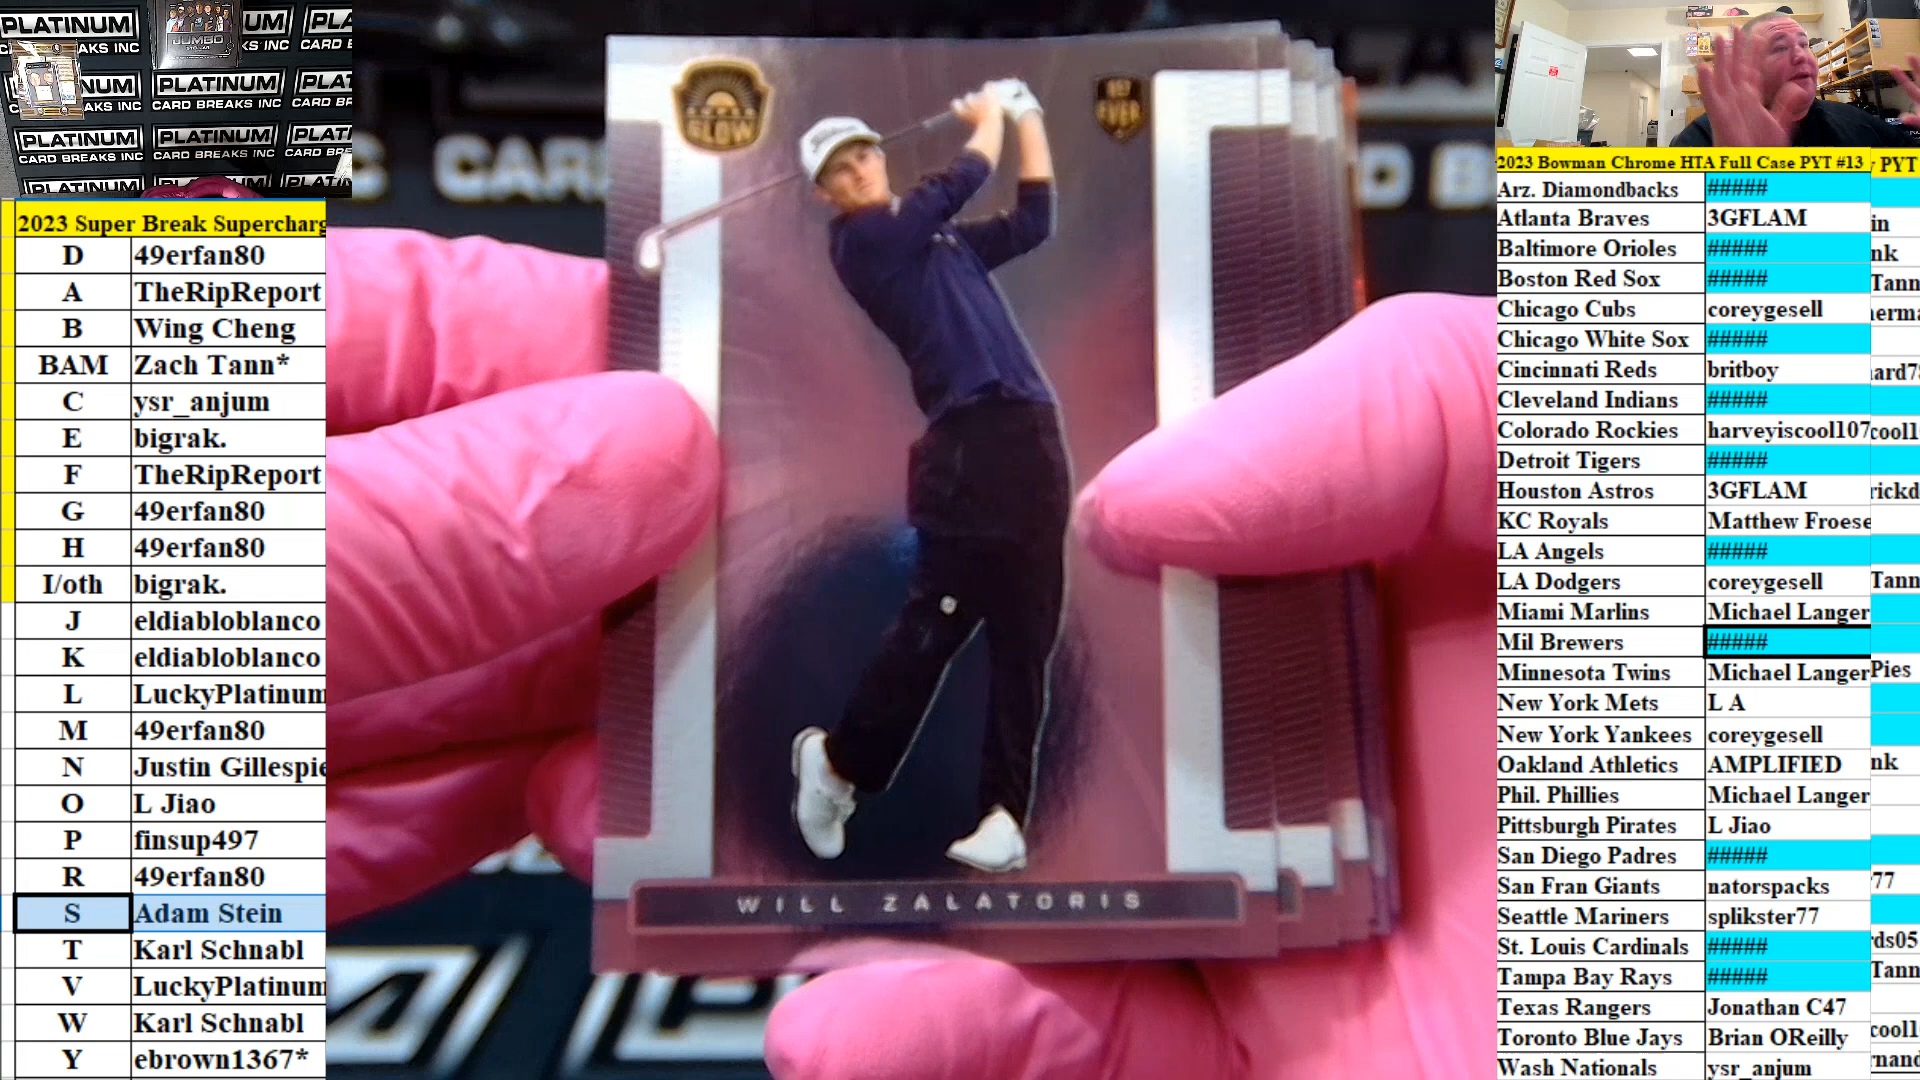 PLATINUM
CARD BREAKS INC
JUMBO
2023 Super Break Supercharg
D 49erfan80
A TheRipReport
B Wing Cheng
BAM Zach Tann*
C ysr_anjum
E bigrak.
F TheRipReport
G 49erfan80
H 49erfan80
I/oth bigrak.
J eldiabloblanco
K eldiabloblanco
L LuckyPlatinum
M 49erfan80
N Justin Gillespie
O L Jiao
P finsup497
R 49erfan80
S Adam Stein
T Karl Schnabl
V LuckyPlatinum
W Karl Schnabl
Y ebrown1367*
GLOW
1ST
EVER
WILL ZALATORIS
2023 Bowman Chrome HTA Full Case PYT #13 PYT
Arz. Diamondbacks #####
Atlanta Braves 3GFLAM
Baltimore Orioles #####
Boston Red Sox #####
Chicago Cubs coreygesell
Chicago White Sox #####
Cincinnati Reds britboy
Cleveland Indians #####
Colorado Rockies harveyiscool107
Detroit Tigers #####
Houston Astros 3GFLAM
KC Royals Matthew Froese
LA Angels #####
LA Dodgers coreygesell
Miami Marlins Michael Langer
Mil Brewers #####
Minnesota Twins Michael Langer
New York Mets L A
New York Yankees coreygesell
Oakland Athletics AMPLIFIED
Phil. Phillies Michael Langer
Pittsburgh Pirates L Jiao
San Diego Padres #####
San Fran Giants natorspacks
Seattle Mariners splikster77
St. Louis Cardinals #####
Tampa Bay Rays #####
Texas Rangers Jonathan C47
Toronto Blue Jays Brian OReilly
Wash Nationals ysr_anjum